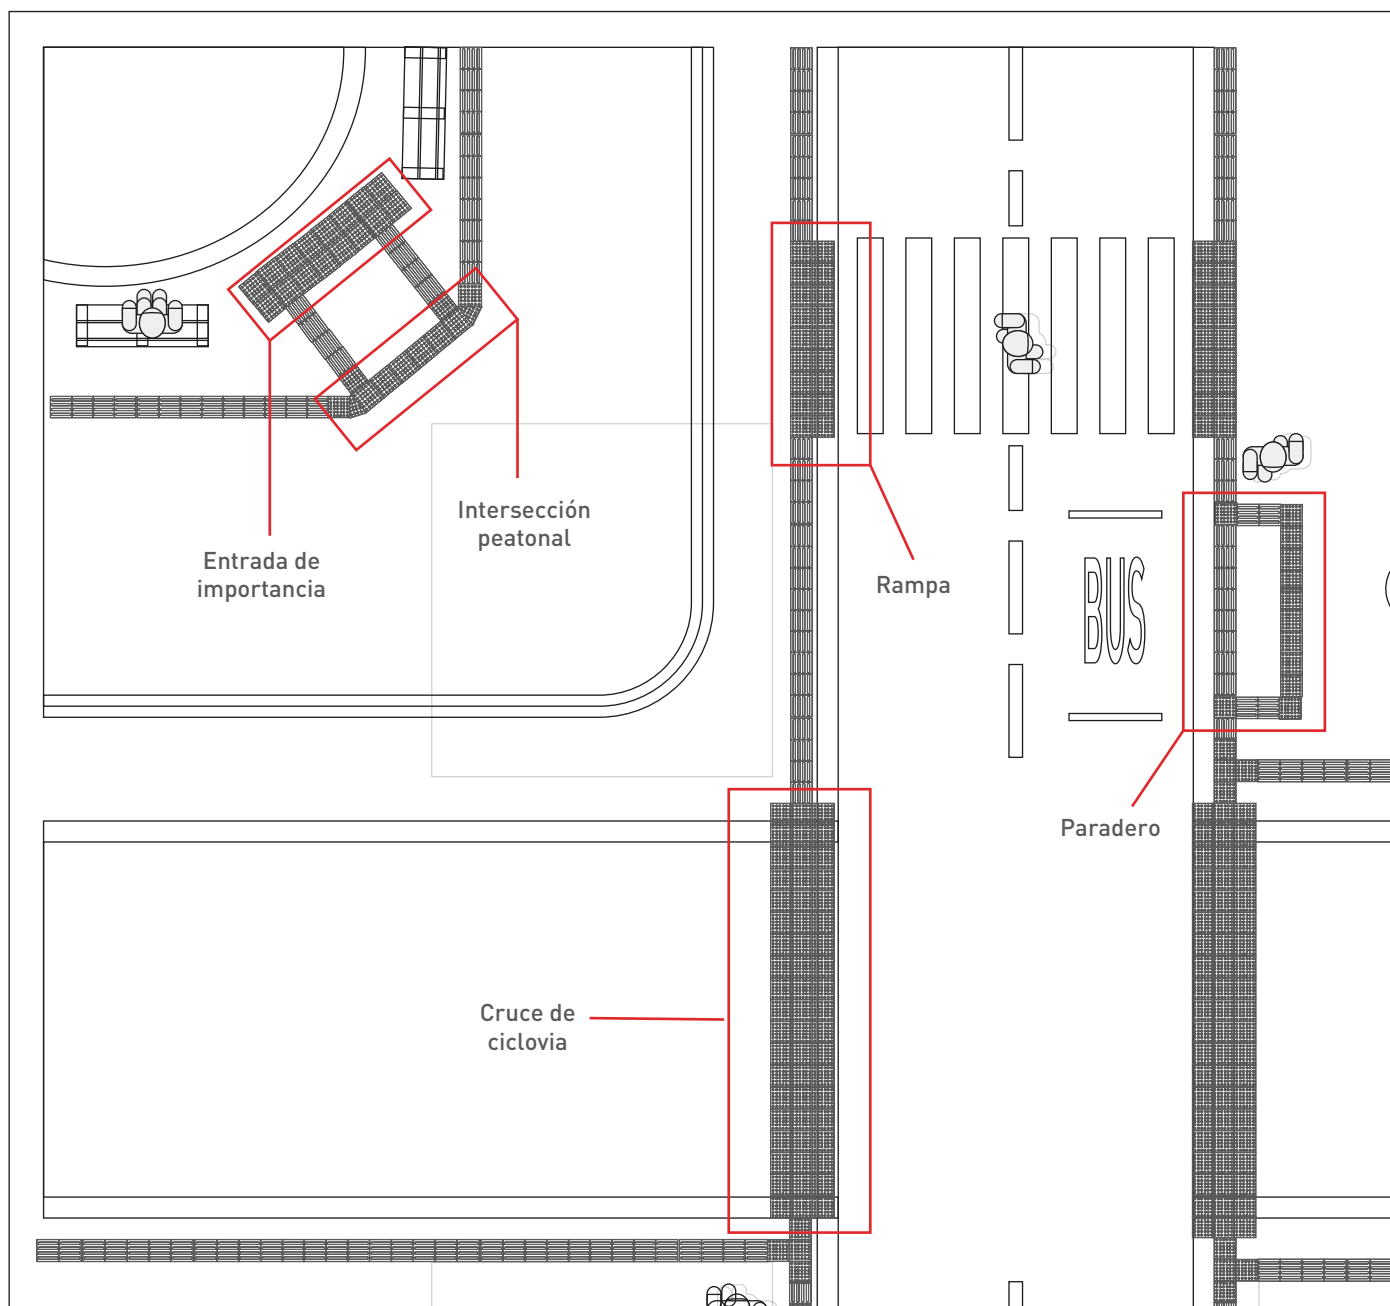 Intersección
peatonal
Entrada de
importancia
Rampa
BUS
Paradero
Cruce de
ciclovia